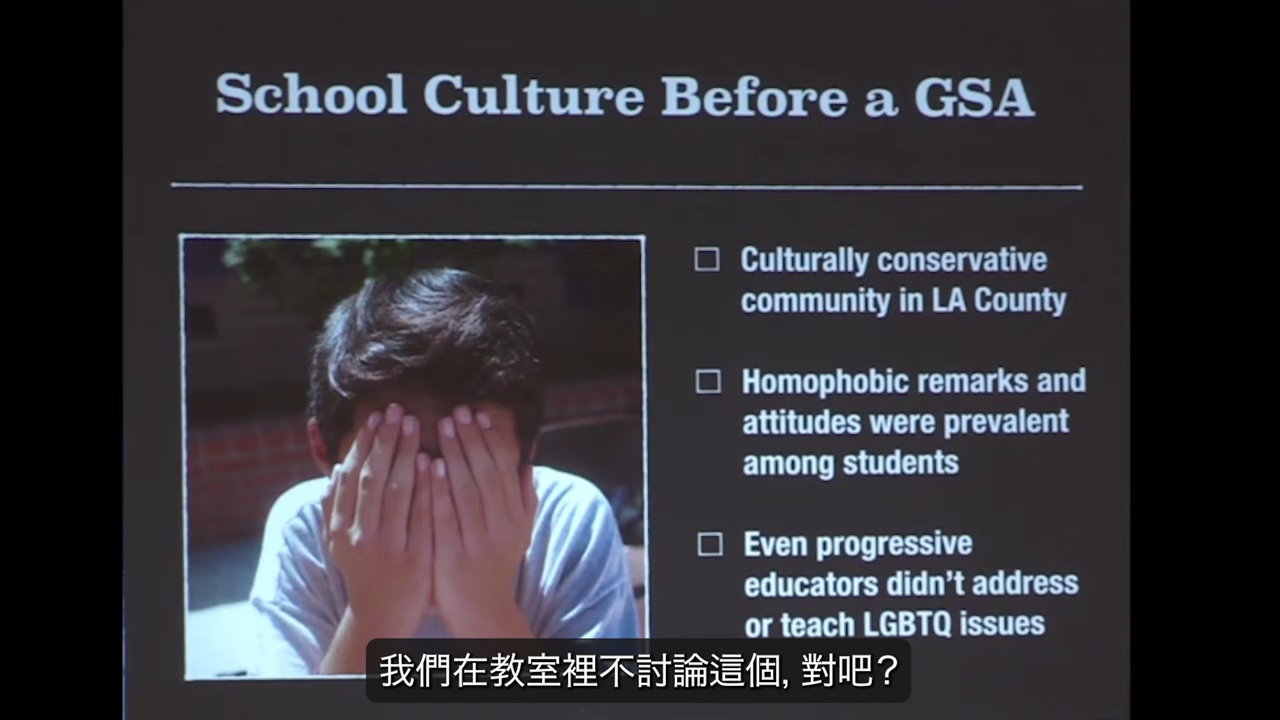 School Culture Before a GSA
Culturally conservative
community in LA County
Homophobic remarks and
attitudes were prevalent
among students
Even progressive
educators didn't address
or teach LGBTQ issues
我們在教室裡不討論這個, 對吧?